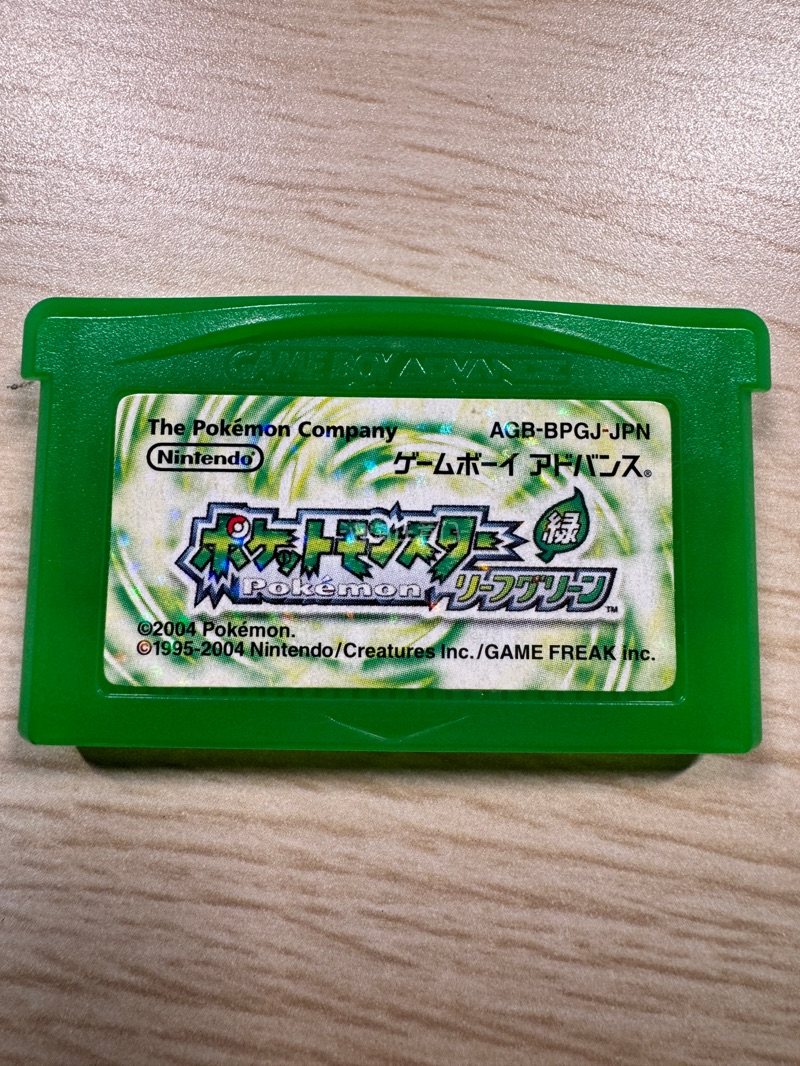 GAME BOY ADVANCE
The Pokémon Company AGB-BPGJ-JPN
Nintendo® ゲームボーイ アドバンス®
ポケットモンスター 緑
Pokémon リーフグリーン™
©2004 Pokémon.
©1995-2004 Nintendo/Creatures Inc./GAME FREAK inc.